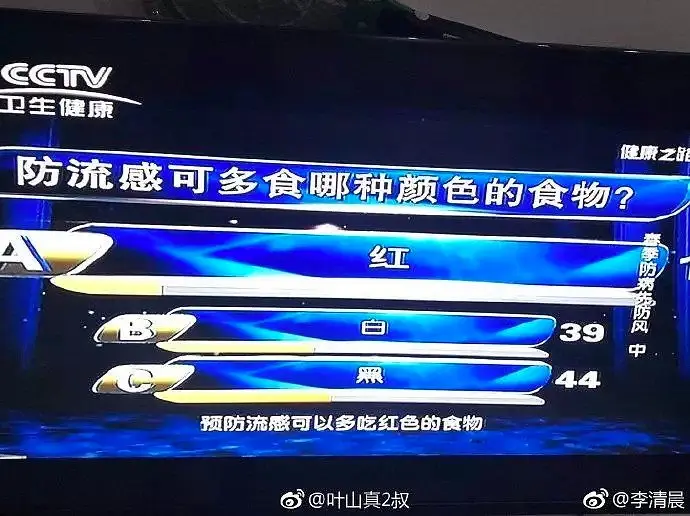 CCTV
卫生健康
健康之路
防流感可多食哪种颜色的食物?
A 红
B 白 39
C 黑 44
春季防病先防风 中
预防流感可以多吃红色的食物
@叶山真2叔
@李清晨